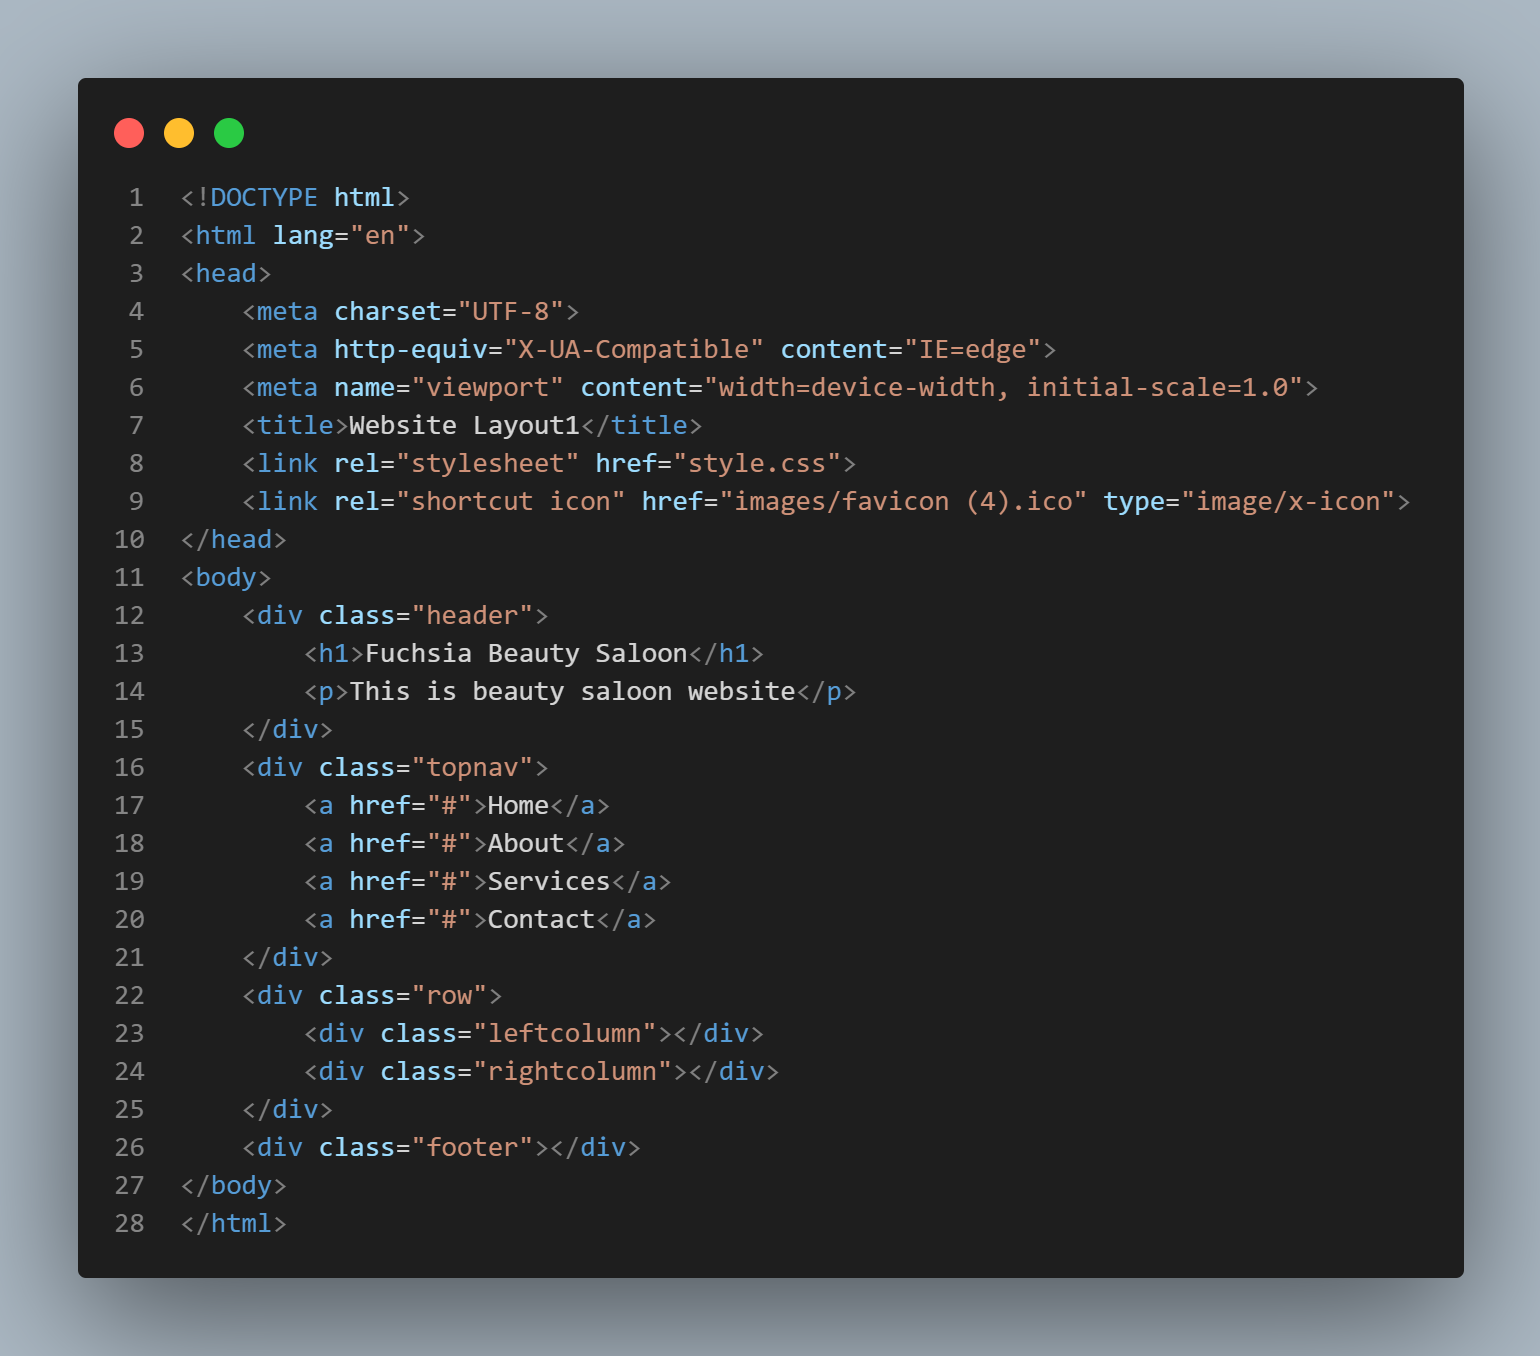 1 <!DOCTYPE html>
2 <html lang="en">
3 <head>
4     <meta charset="UTF-8">
5     <meta http-equiv="X-UA-Compatible" content="IE=edge">
6     <meta name="viewport" content="width=device-width, initial-scale=1.0">
7     <title>Website Layout1</title>
8     <link rel="stylesheet" href="style.css">
9     <link rel="shortcut icon" href="images/favicon (4).ico" type="image/x-icon">
10 </head>
11 <body>
12     <div class="header">
13         <h1>Fuchsia Beauty Saloon</h1>
14         <p>This is beauty saloon website</p>
15     </div>
16     <div class="topnav">
17         <a href="#">Home</a>
18         <a href="#">About</a>
19         <a href="#">Services</a>
20         <a href="#">Contact</a>
21     </div>
22     <div class="row">
23         <div class="leftcolumn"></div>
24         <div class="rightcolumn"></div>
25     </div>
26     <div class="footer"></div>
27 </body>
28 </html>